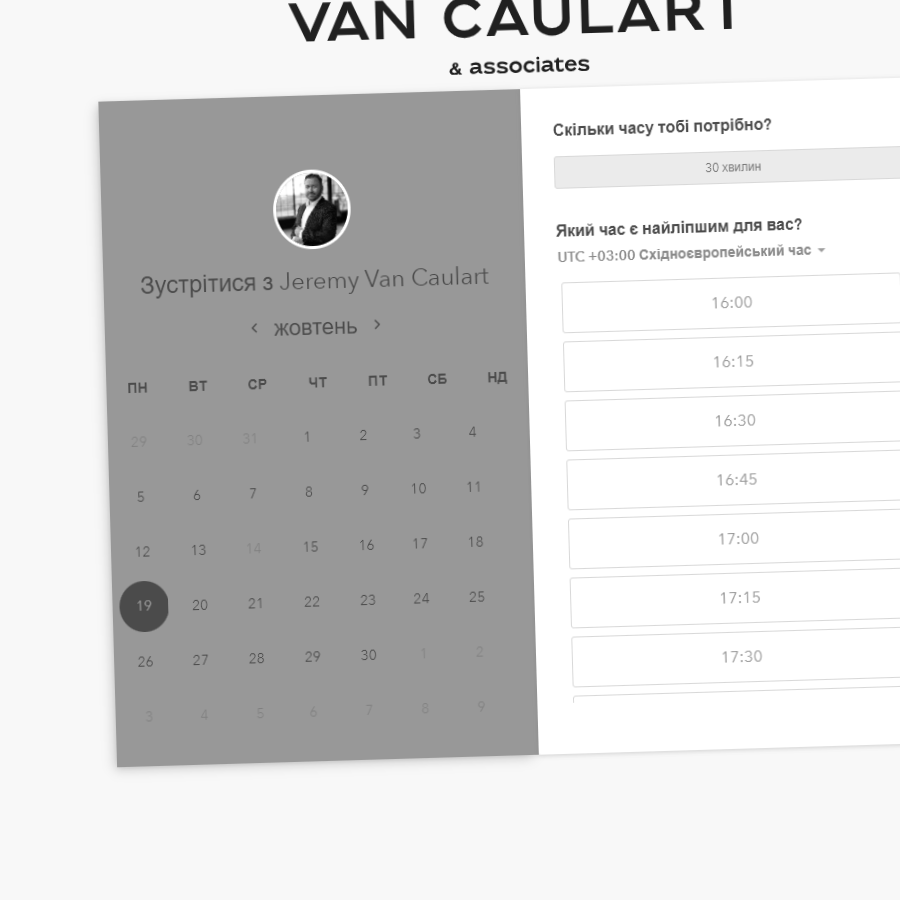 VAN CAULART
& associates
Зустрітися з Jeremy Van Caulart
‹ жовтень ›
ПН ВТ СР ЧТ ПТ СБ НД
29 30 31 1 2 3 4
5 6 7 8 9 10 11
12 13 14 15 16 17 18
19 20 21 22 23 24 25
26 27 28 29 30 1 2
3 4 5 6 7 8 9
Скільки часу тобі потрібно?
30 хвилин
Який час є найліпшим для вас?
UTC +03:00 Східноєвропейський час
16:00
16:15
16:30
16:45
17:00
17:15
17:30